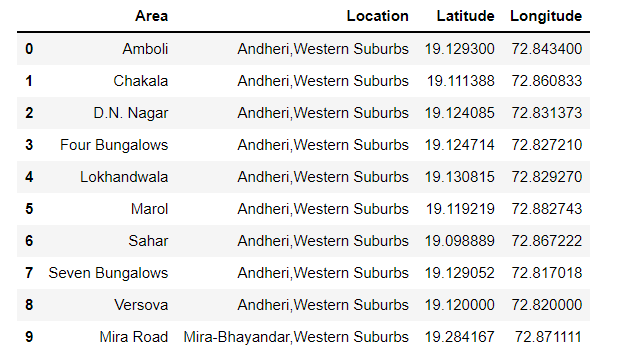 Area Location Latitude Longitude
0 Amboli Andheri,Western Suburbs 19.129300 72.843400
1 Chakala Andheri,Western Suburbs 19.111388 72.860833
2 D.N. Nagar Andheri,Western Suburbs 19.124085 72.831373
3 Four Bungalows Andheri,Western Suburbs 19.124714 72.827210
4 Lokhandwala Andheri,Western Suburbs 19.130815 72.829270
5 Marol Andheri,Western Suburbs 19.119219 72.882743
6 Sahar Andheri,Western Suburbs 19.098889 72.867222
7 Seven Bungalows Andheri,Western Suburbs 19.129052 72.817018
8 Versova Andheri,Western Suburbs 19.120000 72.820000
9 Mira Road Mira-Bhayandar,Western Suburbs 19.284167 72.871111